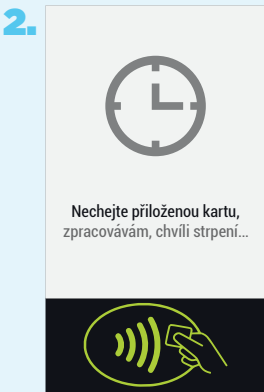 2.
Nechejte přiloženou kartu,
zpracovávám, chvíli strpení...